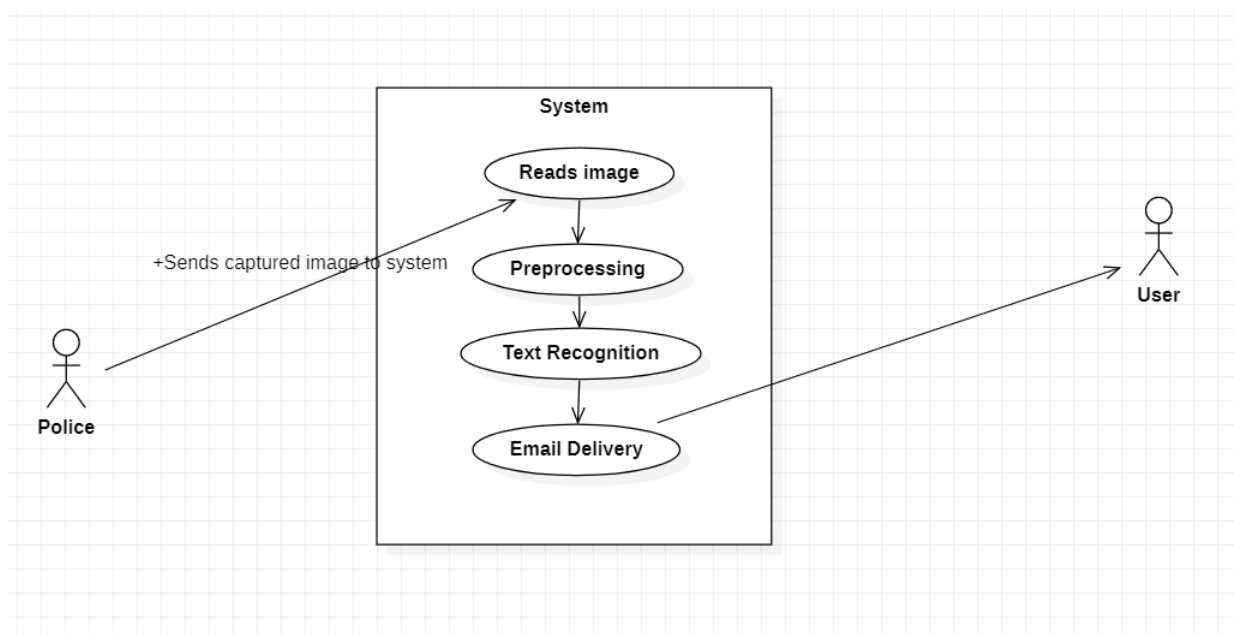 System
Reads image
+Sends captured image to system
Preprocessing
User
Text Recognition
Police
Email Delivery